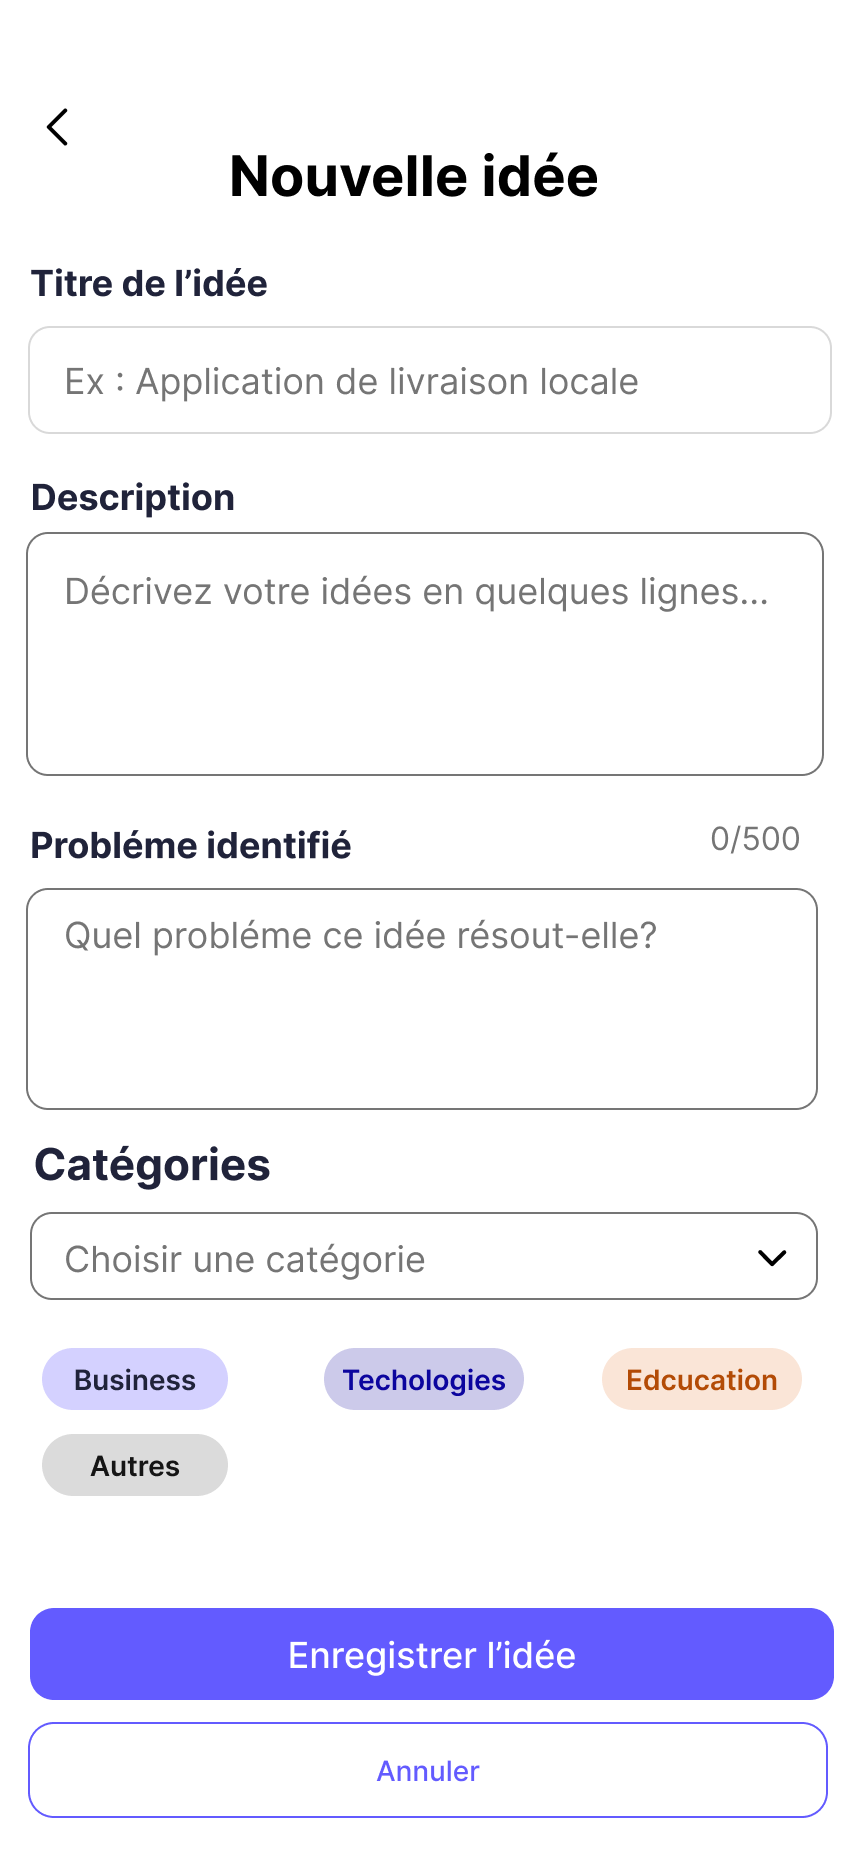 Nouvelle idée
Titre de l’idée
Ex : Application de livraison locale
Description
Décrivez votre idées en quelques lignes...
Probléme identifié
0/500
Quel probléme ce idée résout-elle?
Catégories
Choisir une catégorie
Business
Techologies
Edcucation
Autres
Enregistrer l’idée
Annuler